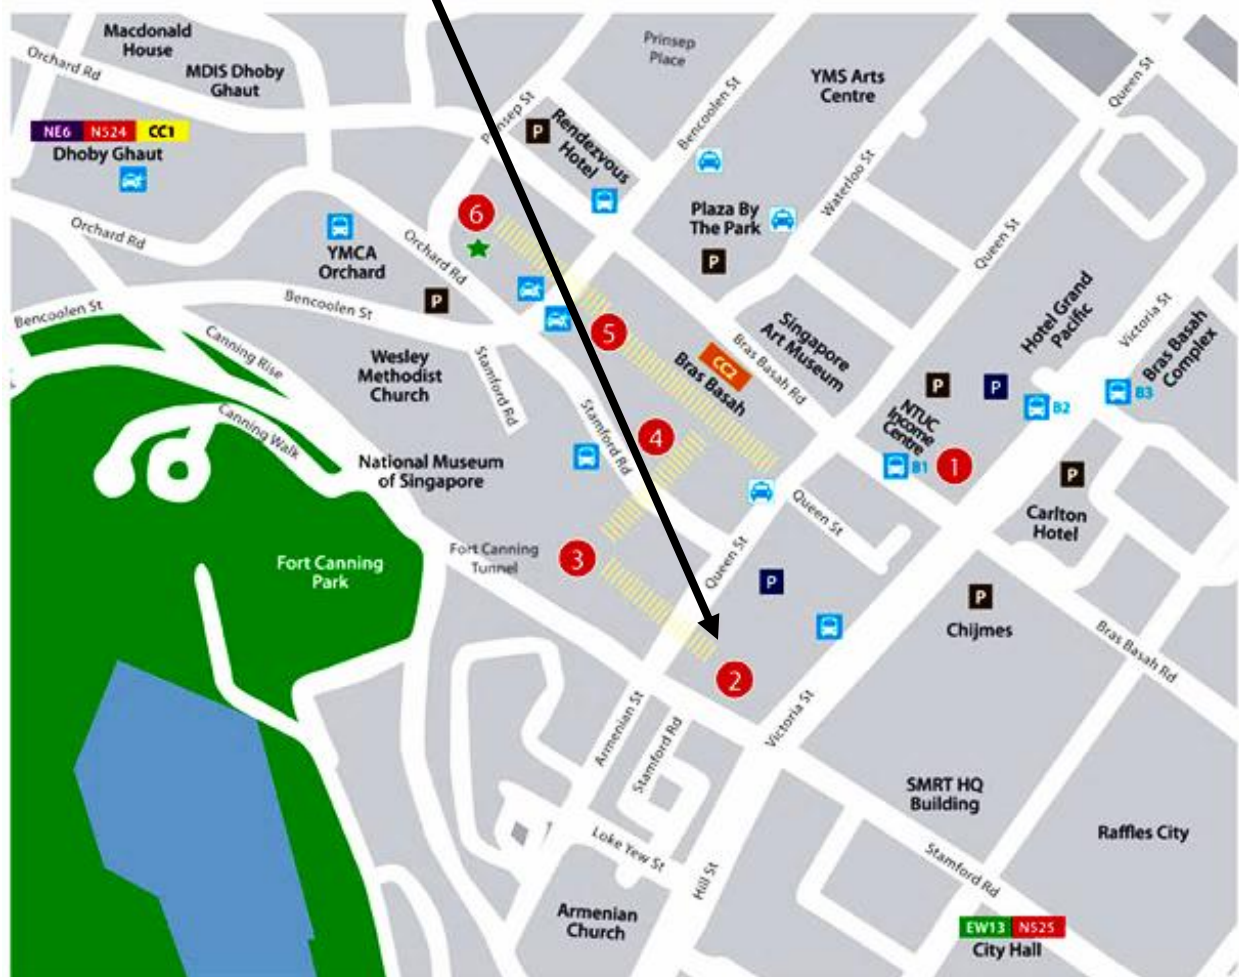 Macdonald
House
Orchard Rd
MDIS Dhoby
Ghaut
NE6 NS24 CC1
Dhoby Ghaut
Orchard Rd
Prinsep
Place
YMS Arts
Centre
Queen St
Prinsep St
P
Rendezvous
Hotel
Bencoolen St
Waterloo St
Plaza By
The Park
P
6
YMCA
Orchard
Orchard Rd
P
Queen St
Bencoolen St
Bencoolen St
Canning Rise
Wesley
Methodist
Church
Stamford Rd
5
CC2
Bras Basah
Bras Basah Rd
Singapore
Art Museum
Hotel Grand
Pacific
Victoria St
Bras Basah
Complex
P
P
B2
B3
NTUC
Income
Centre
B1
1
Canning Walk
National Museum
of Singapore
Stamford Rd
4
P
Carlton
Hotel
Queen St
Fort Canning
Park
Fort Canning
Tunnel
3
Queen St
P
P
Chijmes
Bras Basah Rd
2
Armenian St
Stamford Rd
Victoria St
SMRT HQ
Building
Raffles City
Loke Yew St
Hill St
Stamford Rd
Armenian
Church
EW13 NS25
City Hall